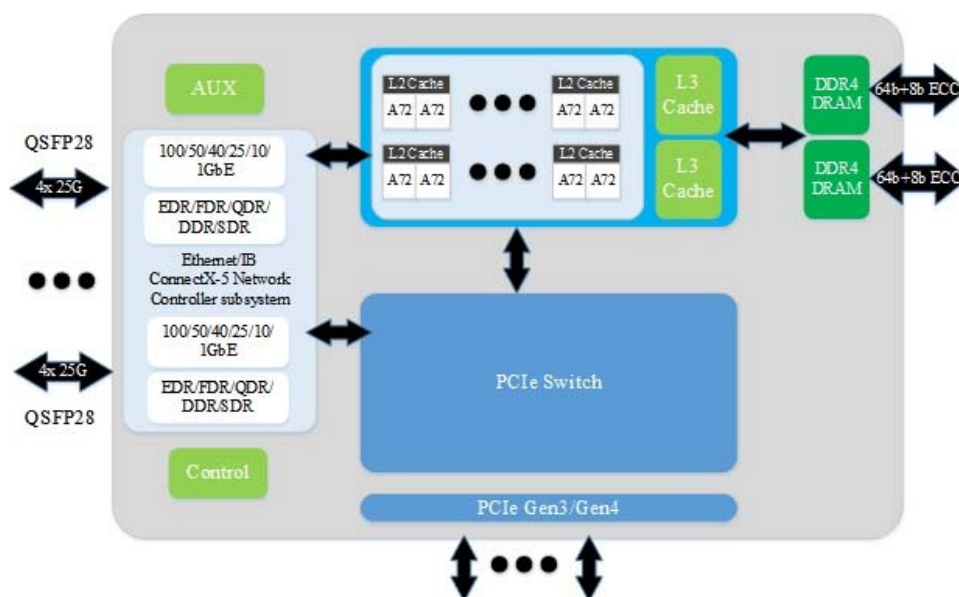 AUX
QSFP28
4x 25G
4x 25G
QSFP28
100/50/40/25/10/
1GbE
EDR/FDR/QDR/
DDR/SDR
Ethernet/IB
ConnectX-5 Network
Controller subsystem
100/50/40/25/10/
1GbE
EDR/FDR/QDR/
DDR/SDR
Control
L2 Cache
A72 A72
L2 Cache
A72 A72
L2 Cache
A72 A72
L2 Cache
A72 A72
L3
Cache
L3
Cache
DDR4
DRAM
64b+8b ECC
DDR4
DRAM
64b+8b ECC
PCIe Switch
PCIe Gen3/Gen4